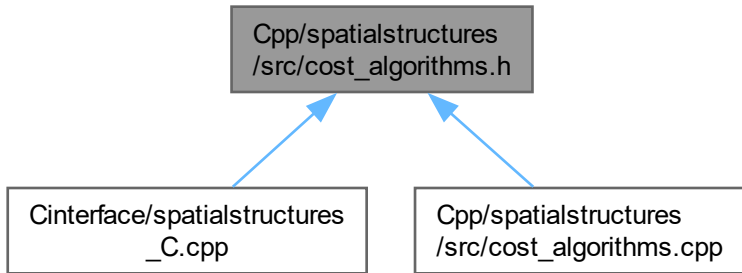 Cpp/spatialstructures
/src/cost_algorithms.h
Cinterface/spatialstructures
_C.cpp
Cpp/spatialstructures
/src/cost_algorithms.cpp